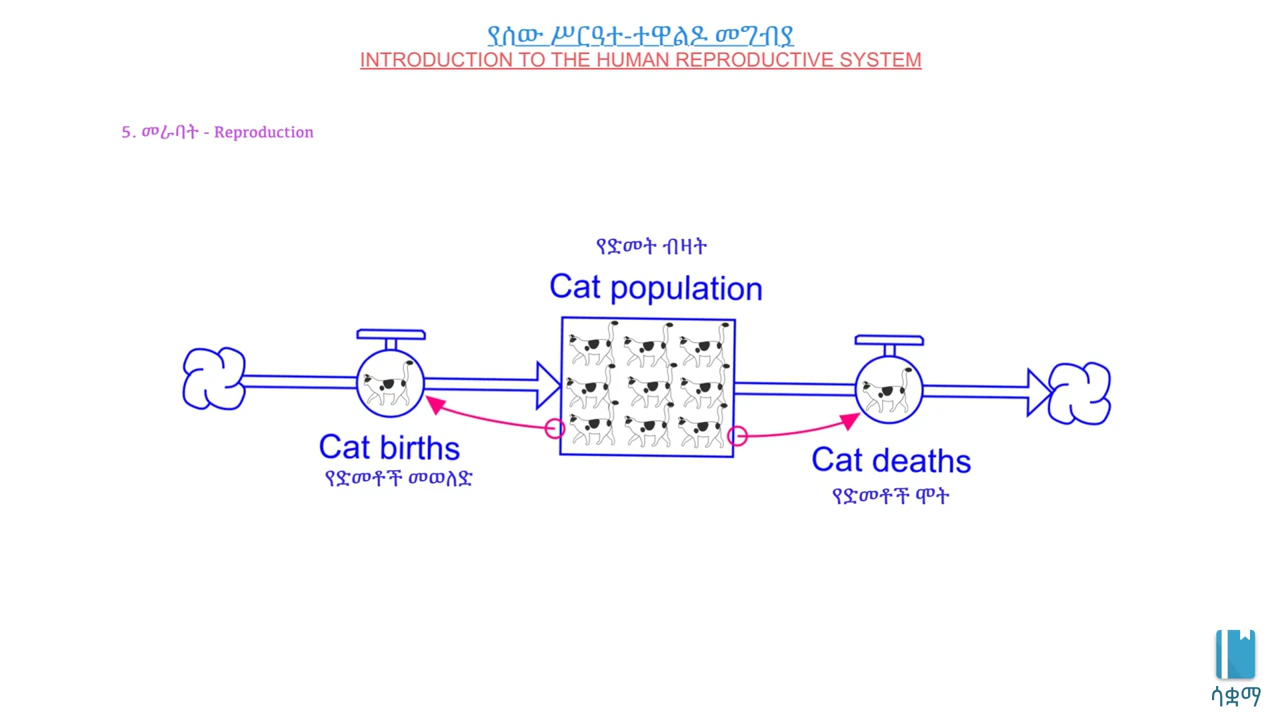 የሰው ሥርዓተ-ተዋልዶ መግብያ
INTRODUCTION TO THE HUMAN REPRODUCTIVE SYSTEM
5. መራባት - Reproduction
የድመት ብዛት
Cat population
Cat births
የድመቶች መወለድ
Cat deaths
የድመቶች ሞት
ሳቋማ